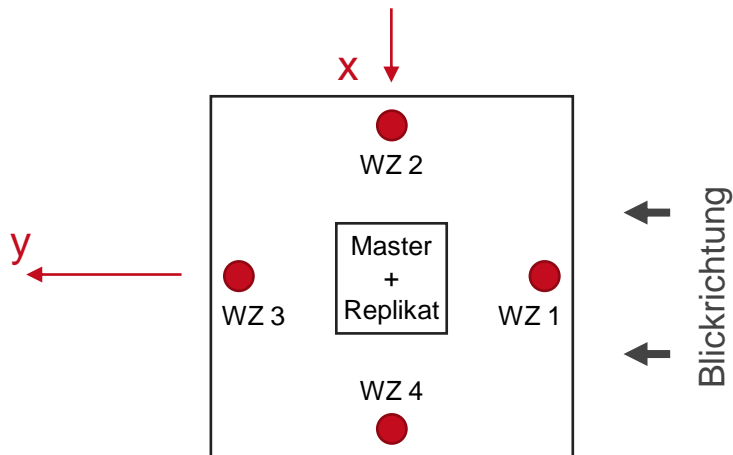 x
WZ 2
y
Master
+
Replikat
WZ 3
WZ 1
WZ 4
Blickrichtung